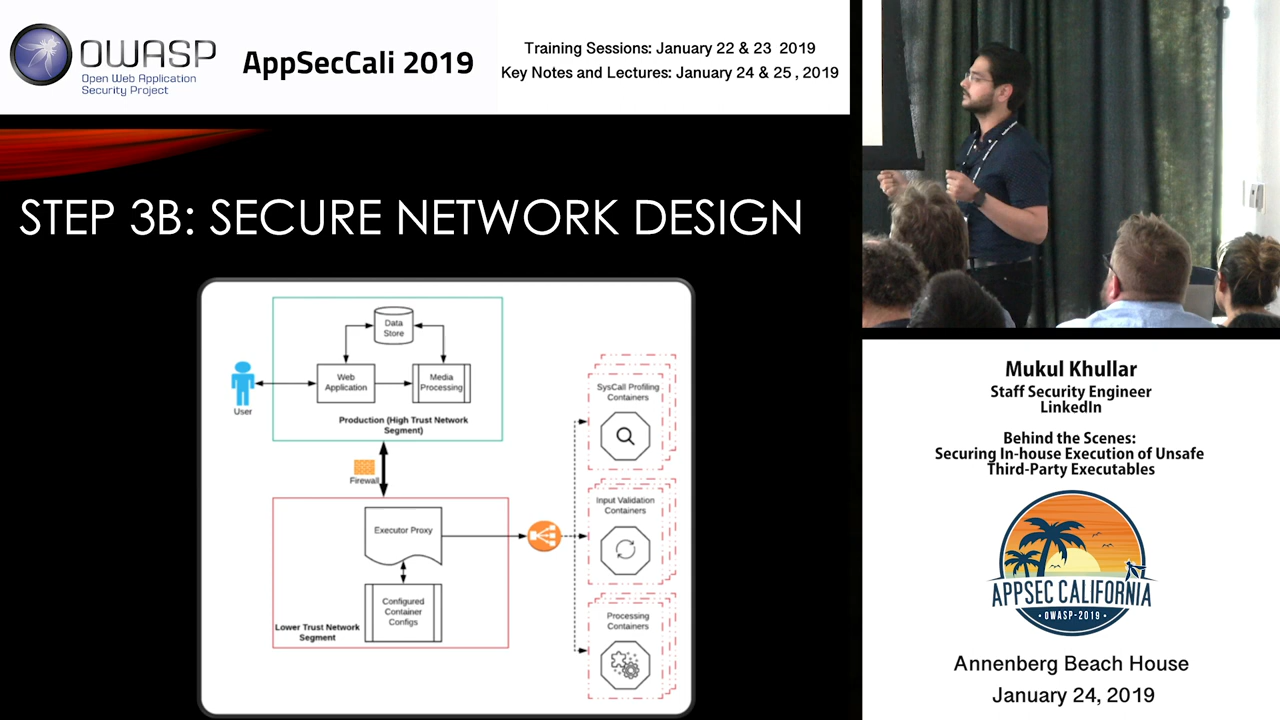 OWASP
Open Web Application
Security Project
AppSecCali 2019
Training Sessions: January 22 & 23 2019
Key Notes and Lectures: January 24 & 25 , 2019
STEP 3B: SECURE NETWORK DESIGN
Data
Store
Web
Application
Media
Processing
User
Production (High Trust Network
Segment)
Firewall
Executor Proxy
Configured
Container
Configs
Lower Trust Network
Segment
SysCall Profiling
Containers
Input Validation
Containers
Processing
Containers
Mukul Khullar
Staff Security Engineer
LinkedIn
Behind the Scenes:
Securing In-house Execution of Unsafe
Third-Party Executables
APPSEC CALIFORNIA
·OWASP-2019·
Annenberg Beach House
January 24, 2019